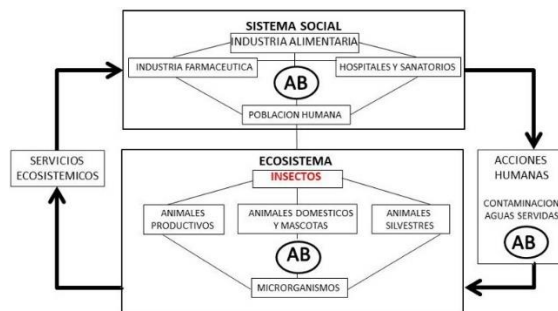 SISTEMA SOCIAL
INDUSTRIA ALIMENTARIA
INDUSTRIA FARMACEUTICA
HOSPITALES Y SANATORIOS
AB
POBLACION HUMANA
SERVICIOS
ECOSISTEMICOS
ACCIONES
HUMANAS
CONTAMINACION
AGUAS SERVIDAS
AB
ECOSISTEMA
INSECTOS
ANIMALES
PRODUCTIVOS
ANIMALES DOMESTICOS
Y MASCOTAS
ANIMALES
SILVESTRES
AB
MICRORGANISMOS